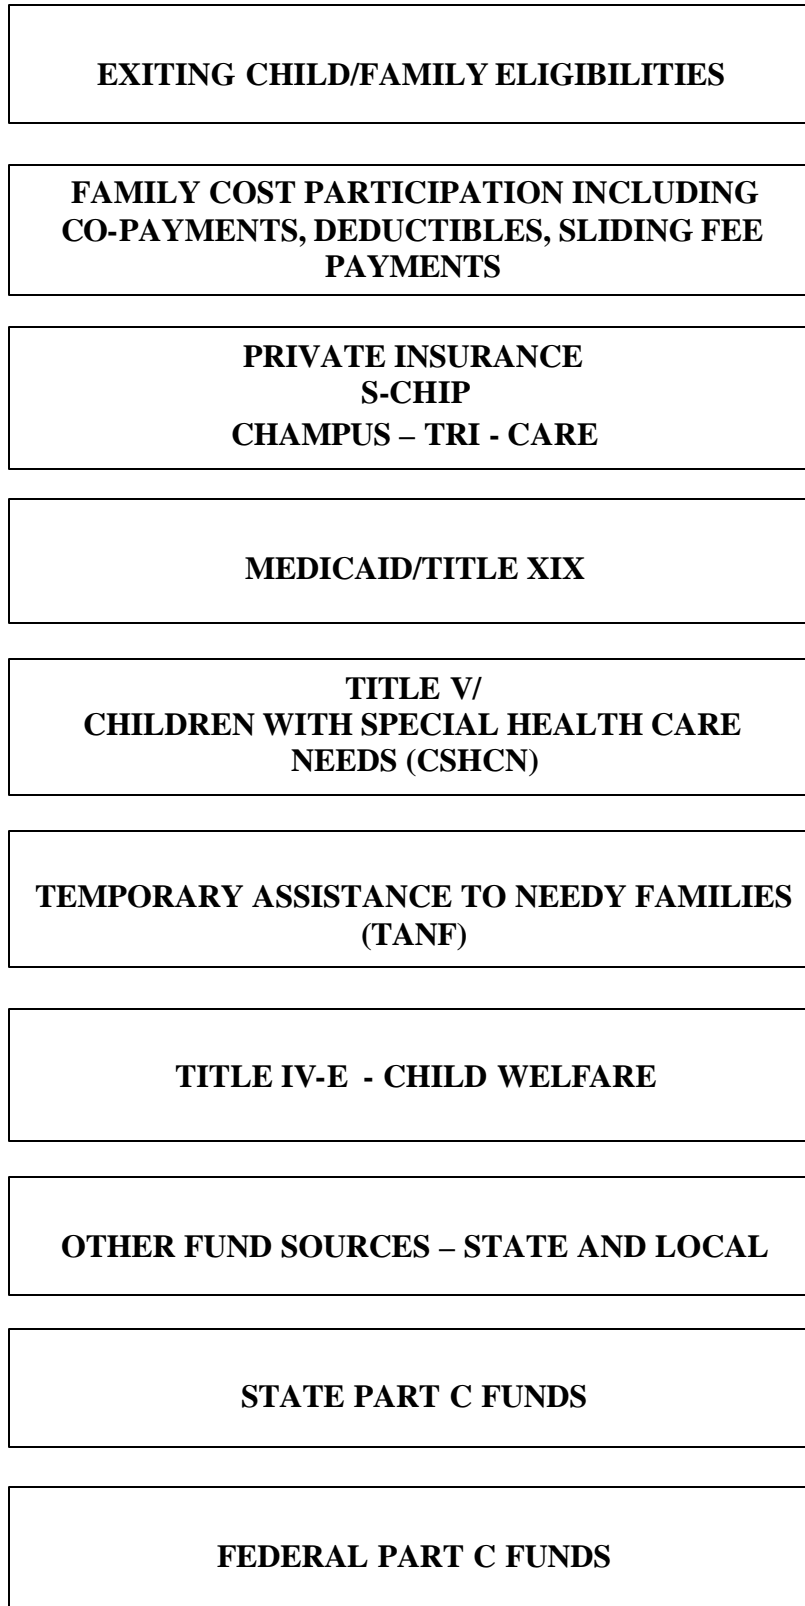 EXITING CHILD/FAMILY ELIGIBILITIES
FAMILY COST PARTICIPATION INCLUDING
CO-PAYMENTS, DEDUCTIBLES, SLIDING FEE
PAYMENTS
PRIVATE INSURANCE
S-CHIP
CHAMPUS – TRI - CARE
MEDICAID/TITLE XIX
TITLE V/
CHILDREN WITH SPECIAL HEALTH CARE
NEEDS (CSHCN)
TEMPORARY ASSISTANCE TO NEEDY FAMILIES
(TANF)
TITLE IV-E - CHILD WELFARE
OTHER FUND SOURCES – STATE AND LOCAL
STATE PART C FUNDS
FEDERAL PART C FUNDS